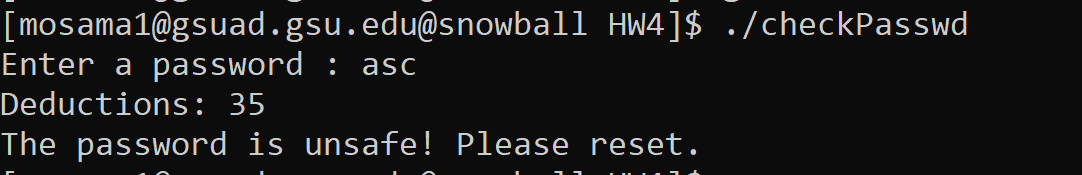 [mosama1@gsuad.gsu.edu@snowball HW4]$ ./checkPasswd
Enter a password : asc
Deductions: 35
The password is unsafe! Please reset.